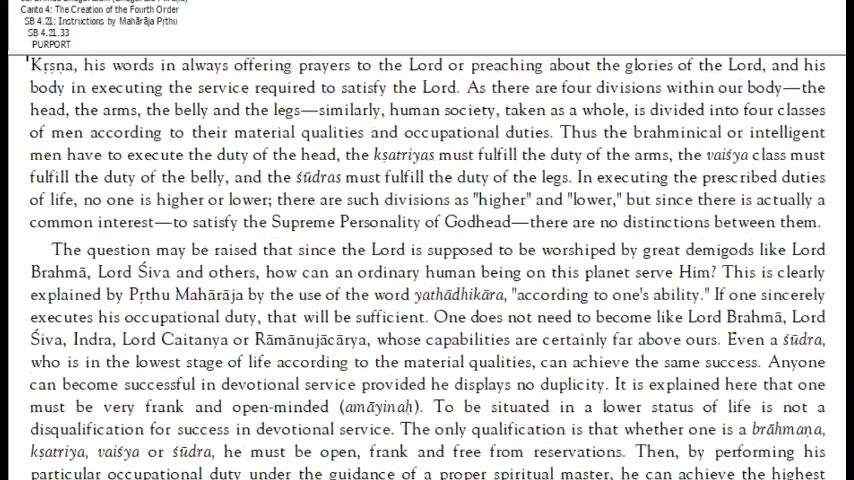 Canto 4: The Creation of the Fourth Order
SB 4.21: Instructions by Mahārāja Pṛthu
SB 4.21.33
PURPORT
Kṛṣṇa, his words in always offering prayers to the Lord or preaching about the glories of the Lord, and his
body in executing the service required to satisfy the Lord. As there are four divisions within our body—the
head, the arms, the belly and the legs—similarly, human society, taken as a whole, is divided into four classes
of men according to their material qualities and occupational duties. Thus the brahminical or intelligent
men have to execute the duty of the head, the kṣatriyas must fulfill the duty of the arms, the vaiśya class must
fulfill the duty of the belly, and the śūdras must fulfill the duty of the legs. In executing the prescribed duties
of life, no one is higher or lower; there are such divisions as "higher" and "lower," but since there is actually a
common interest—to satisfy the Supreme Personality of Godhead—there are no distinctions between them.
The question may be raised that since the Lord is supposed to be worshiped by great demigods like Lord
Brahmā, Lord Śiva and others, how can an ordinary human being on this planet serve Him? This is clearly
explained by Pṛthu Mahārāja by the use of the word yathādhikāra, "according to one's ability." If one sincerely
executes his occupational duty, that will be sufficient. One does not need to become like Lord Brahmā, Lord
Śiva, Indra, Lord Caitanya or Rāmānujācārya, whose capabilities are certainly far above ours. Even a śūdra,
who is in the lowest stage of life according to the material qualities, can achieve the same success. Anyone
can become successful in devotional service provided he displays no duplicity. It is explained here that one
must be very frank and open-minded (amāyinaḥ). To be situated in a lower status of life is not a
disqualification for success in devotional service. The only qualification is that whether one is a brāhmaṇa,
kṣatriya, vaiśya or śūdra, he must be open, frank and free from reservations. Then, by performing his
particular occupational duty under the guidance of a proper spiritual master, he can achieve the highest